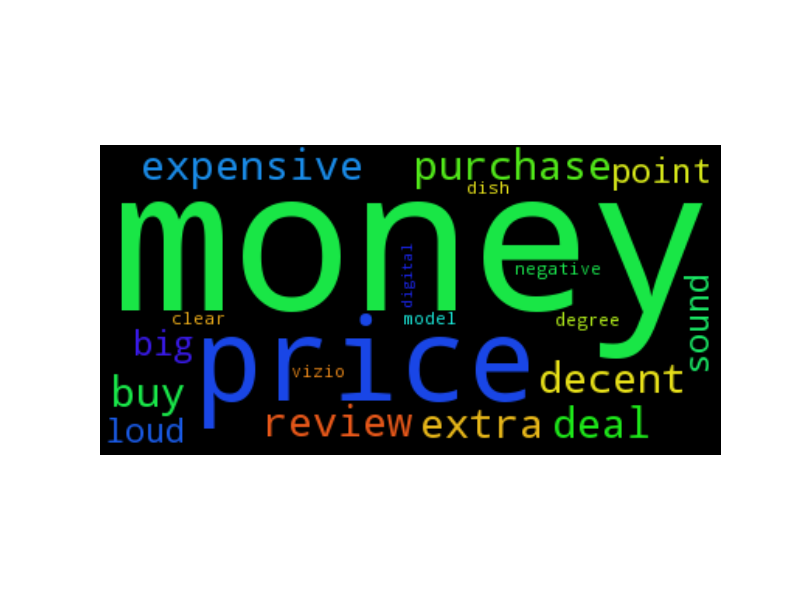 expensive purchase point
dish
money
negative
digital
sound
clear model degree
big price
vizio decent
buy
review extra deal
loud